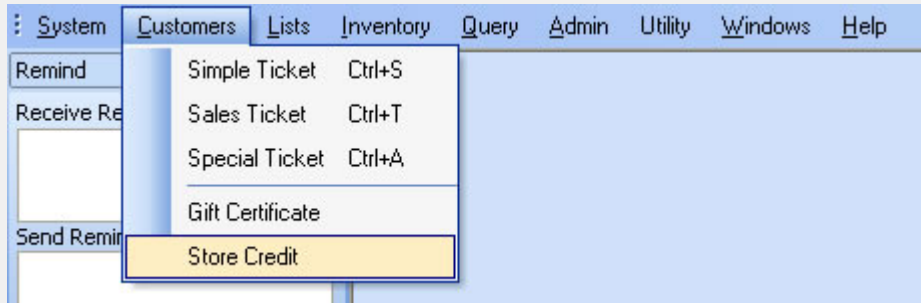 System Customers Lists Inventory Query Admin Utility Windows Help
Remind
Simple Ticket Ctrl+S
Receive Re
Sales Ticket Ctrl+T
Special Ticket Ctrl+A
Gift Certificate
Send Remin
Store Credit